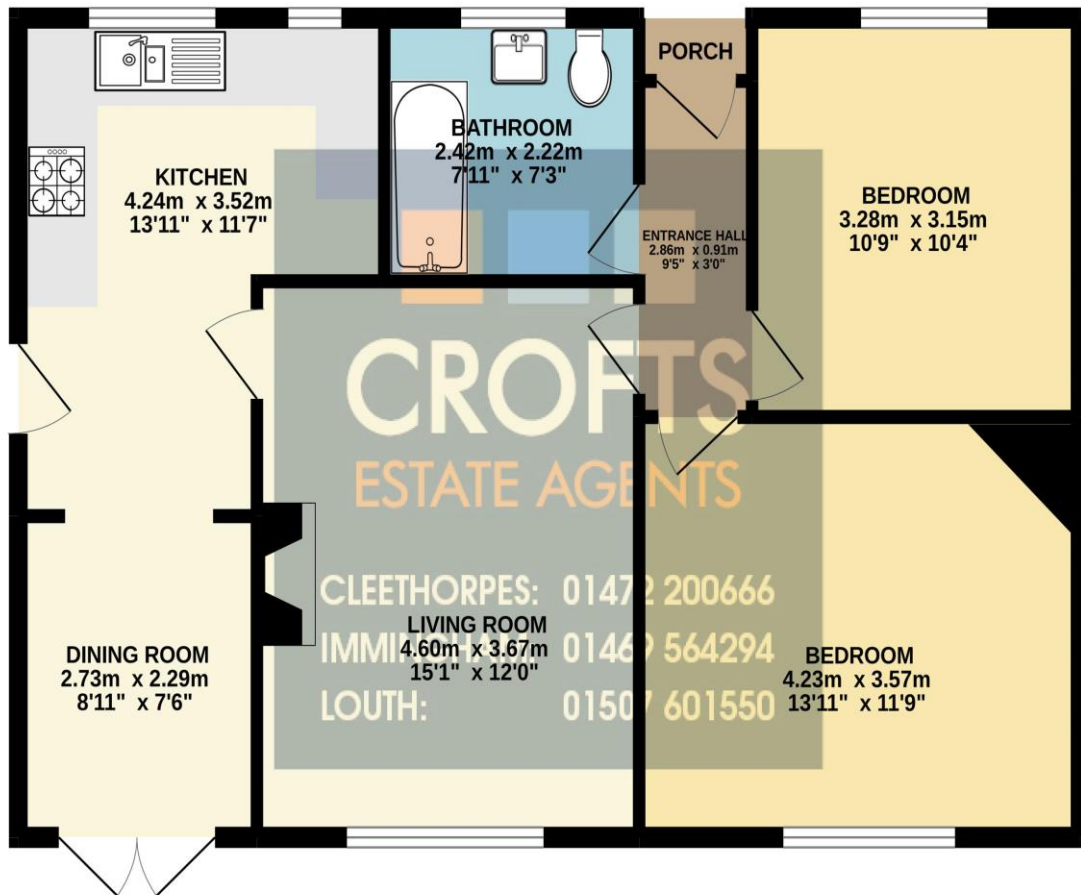 PORCH
BATHROOM
2.42m x 2.22m
7'11" x 7'3"
KITCHEN
4.24m x 3.52m
13'11" x 11'7"
BEDROOM
3.28m x 3.15m
10'9" x 10'4"
ENTRANCE HALL
2.86m x 0.91m
9'5" x 3'0"
CROFTS
ESTATE AGENTS
CLEETHORPES: 01472 200666
IMMINGHAM: 01469 564294
LOUTH: 01507 601550
LIVING ROOM
4.60m x 3.67m
15'1" x 12'0"
DINING ROOM
2.73m x 2.29m
8'11" x 7'6"
BEDROOM
4.23m x 3.57m
13'11" x 11'9"